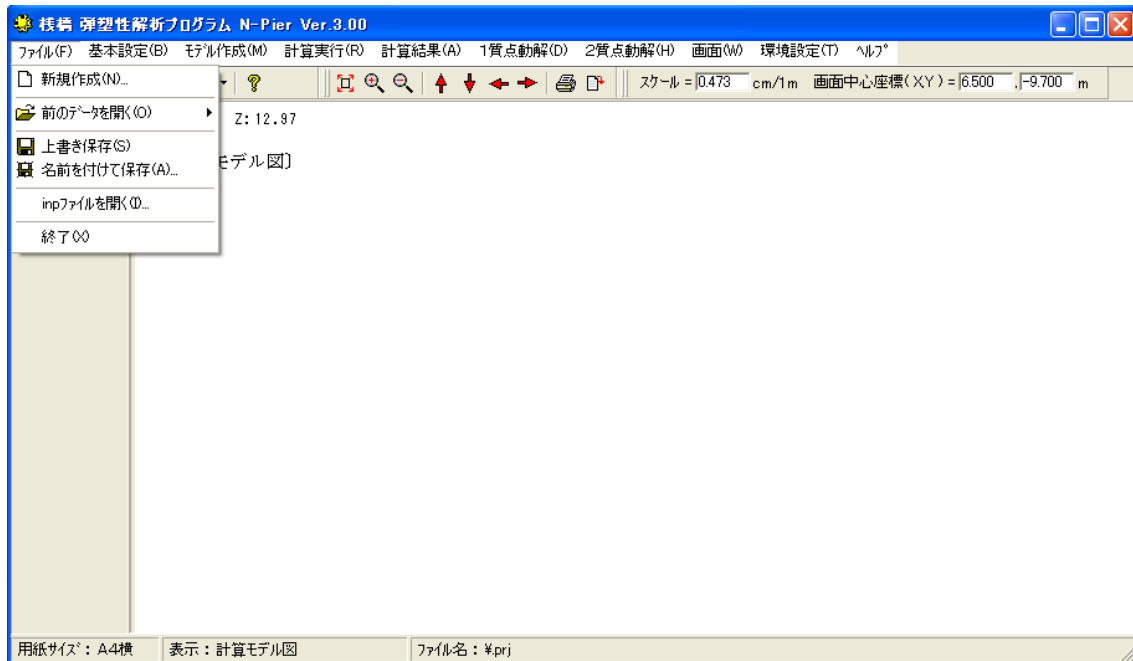 桟橋 弾塑性解析プログラム N-Pier Ver.3.00
ファイル(F) 基本設定(B) モデル作成(M) 計算実行(R) 計算結果(A) 1質点動解(D) 2質点動解(H) 画面(W) 環境設定(T) ヘルプ
新規作成(N)...
スケール = 0.473 cm/1m 画面中心座標(XY) = 6.500 , -9.700 m
前のデータを開く(O)
Z:12.97
上書き保存(S)
モデル図〕
名前を付けて保存(A)...
inpファイルを開く(I)...
終了(X)
用紙サイズ: A4横 表示:計算モデル図 ファイル名:¥prj